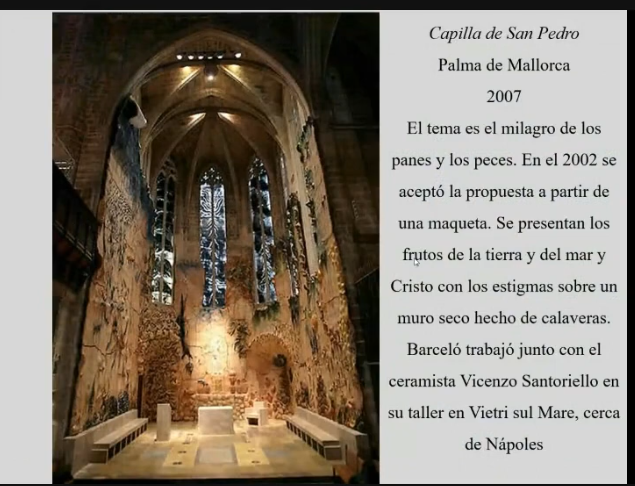 Capilla de San Pedro
Palma de Mallorca
2007
El tema es el milagro de los
panes y los peces. En el 2002 se
aceptó la propuesta a partir de
una maqueta. Se presentan los
frutos de la tierra y del mar y
Cristo con los estigmas sobre un
muro seco hecho de calaveras.
Barceló trabajó junto con el
ceramista Vicenzo Santoriello en
su taller en Vietri sul Mare, cerca
de Nápoles